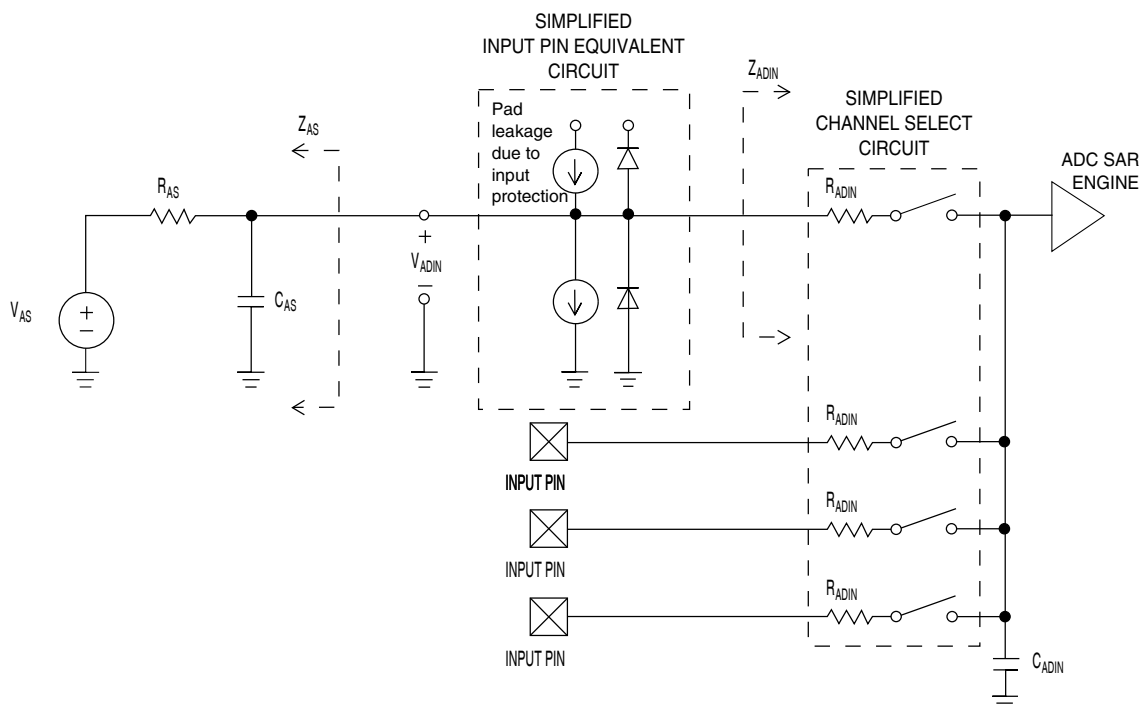 SIMPLIFIED
INPUT PIN EQUIVALENT
CIRCUIT
Pad
leakage
due to
input
protection
ZAS
RAS
VAS
+
−
CAS
+
VADIN
−
ZADIN
SIMPLIFIED
CHANNEL SELECT
CIRCUIT
RADIN
ADC SAR
ENGINE
RADIN
INPUT PIN
RADIN
INPUT PIN
RADIN
INPUT PIN
CADIN